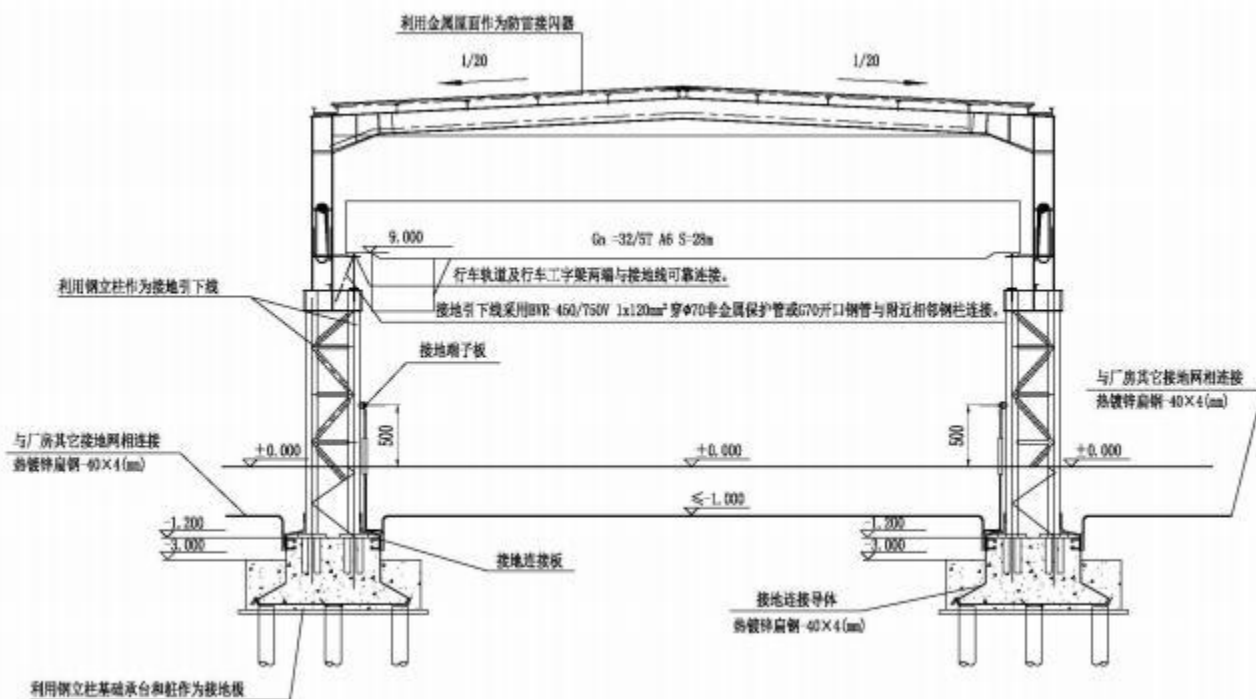 利用金属屋面作为防雷接闪器
1/20
1/20
9.000
Gn =32/5T A6 S=28m
行车轨道及行车工字梁两端与接地线可靠连接。
利用钢立柱作为接地引下线
接地引下线采用BVR-450/750V 1x120mm² 穿Φ70非金属保护管或G70开口钢管与附近相邻钢柱连接。
接地端子板
与厂房其它接地网相连接
热镀锌扁钢-40×4(mm)
500
500
与厂房其它接地网相连接
热镀锌扁钢-40×4(mm)
±0.000
±0.000
±0.000
≤-1.000
-1.200
-3.000
-1.200
-3.000
接地连接板
接地连接导体
热镀锌扁钢-40×4(mm)
利用钢立柱基础承台和桩作为接地极